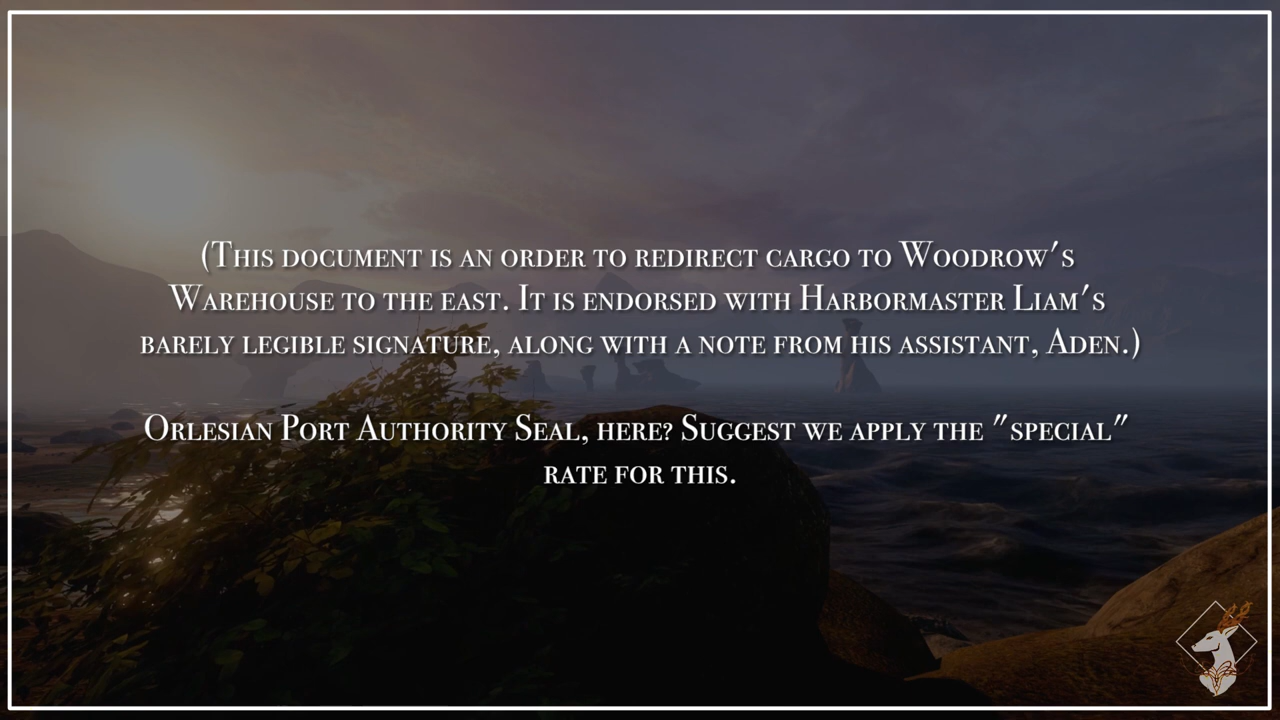 (This document is an order to redirect cargo to Woodrow's
Warehouse to the east. It is endorsed with Harbormaster Liam's
barely legible signature, along with a note from his assistant, Aden.)
Orlesian Port Authority Seal, here? Suggest we apply the "special"
rate for this.